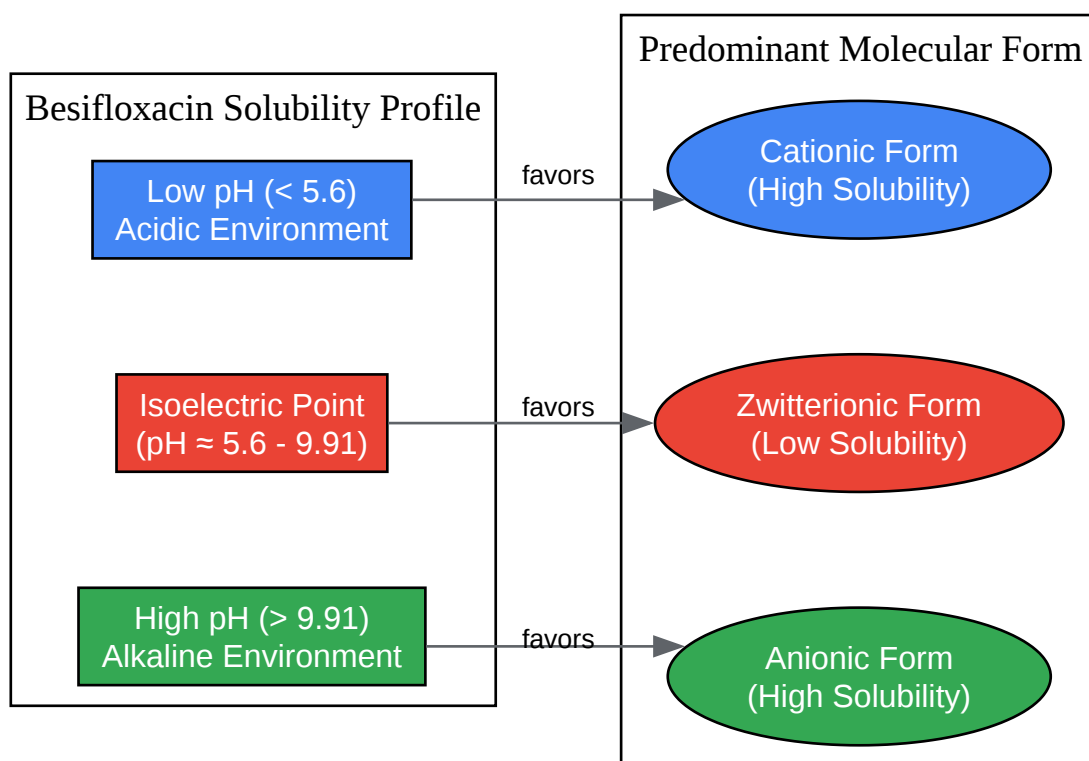 Predominant Molecular Form
Besifloxacin Solubility Profile
Low pH (< 5.6)
Acidic Environment
favors
Cationic Form
(High Solubility)
Isoelectric Point
(pH ≈ 5.6 - 9.91)
favors
Zwitterionic Form
(Low Solubility)
High pH (> 9.91)
Alkaline Environment
favors
Anionic Form
(High Solubility)